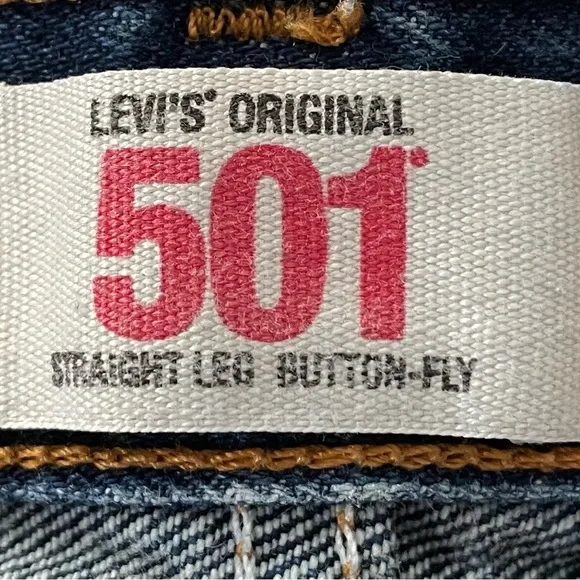 LEVI'S® ORIGINAL
501®
STRAIGHT LEG BUTTON-FLY